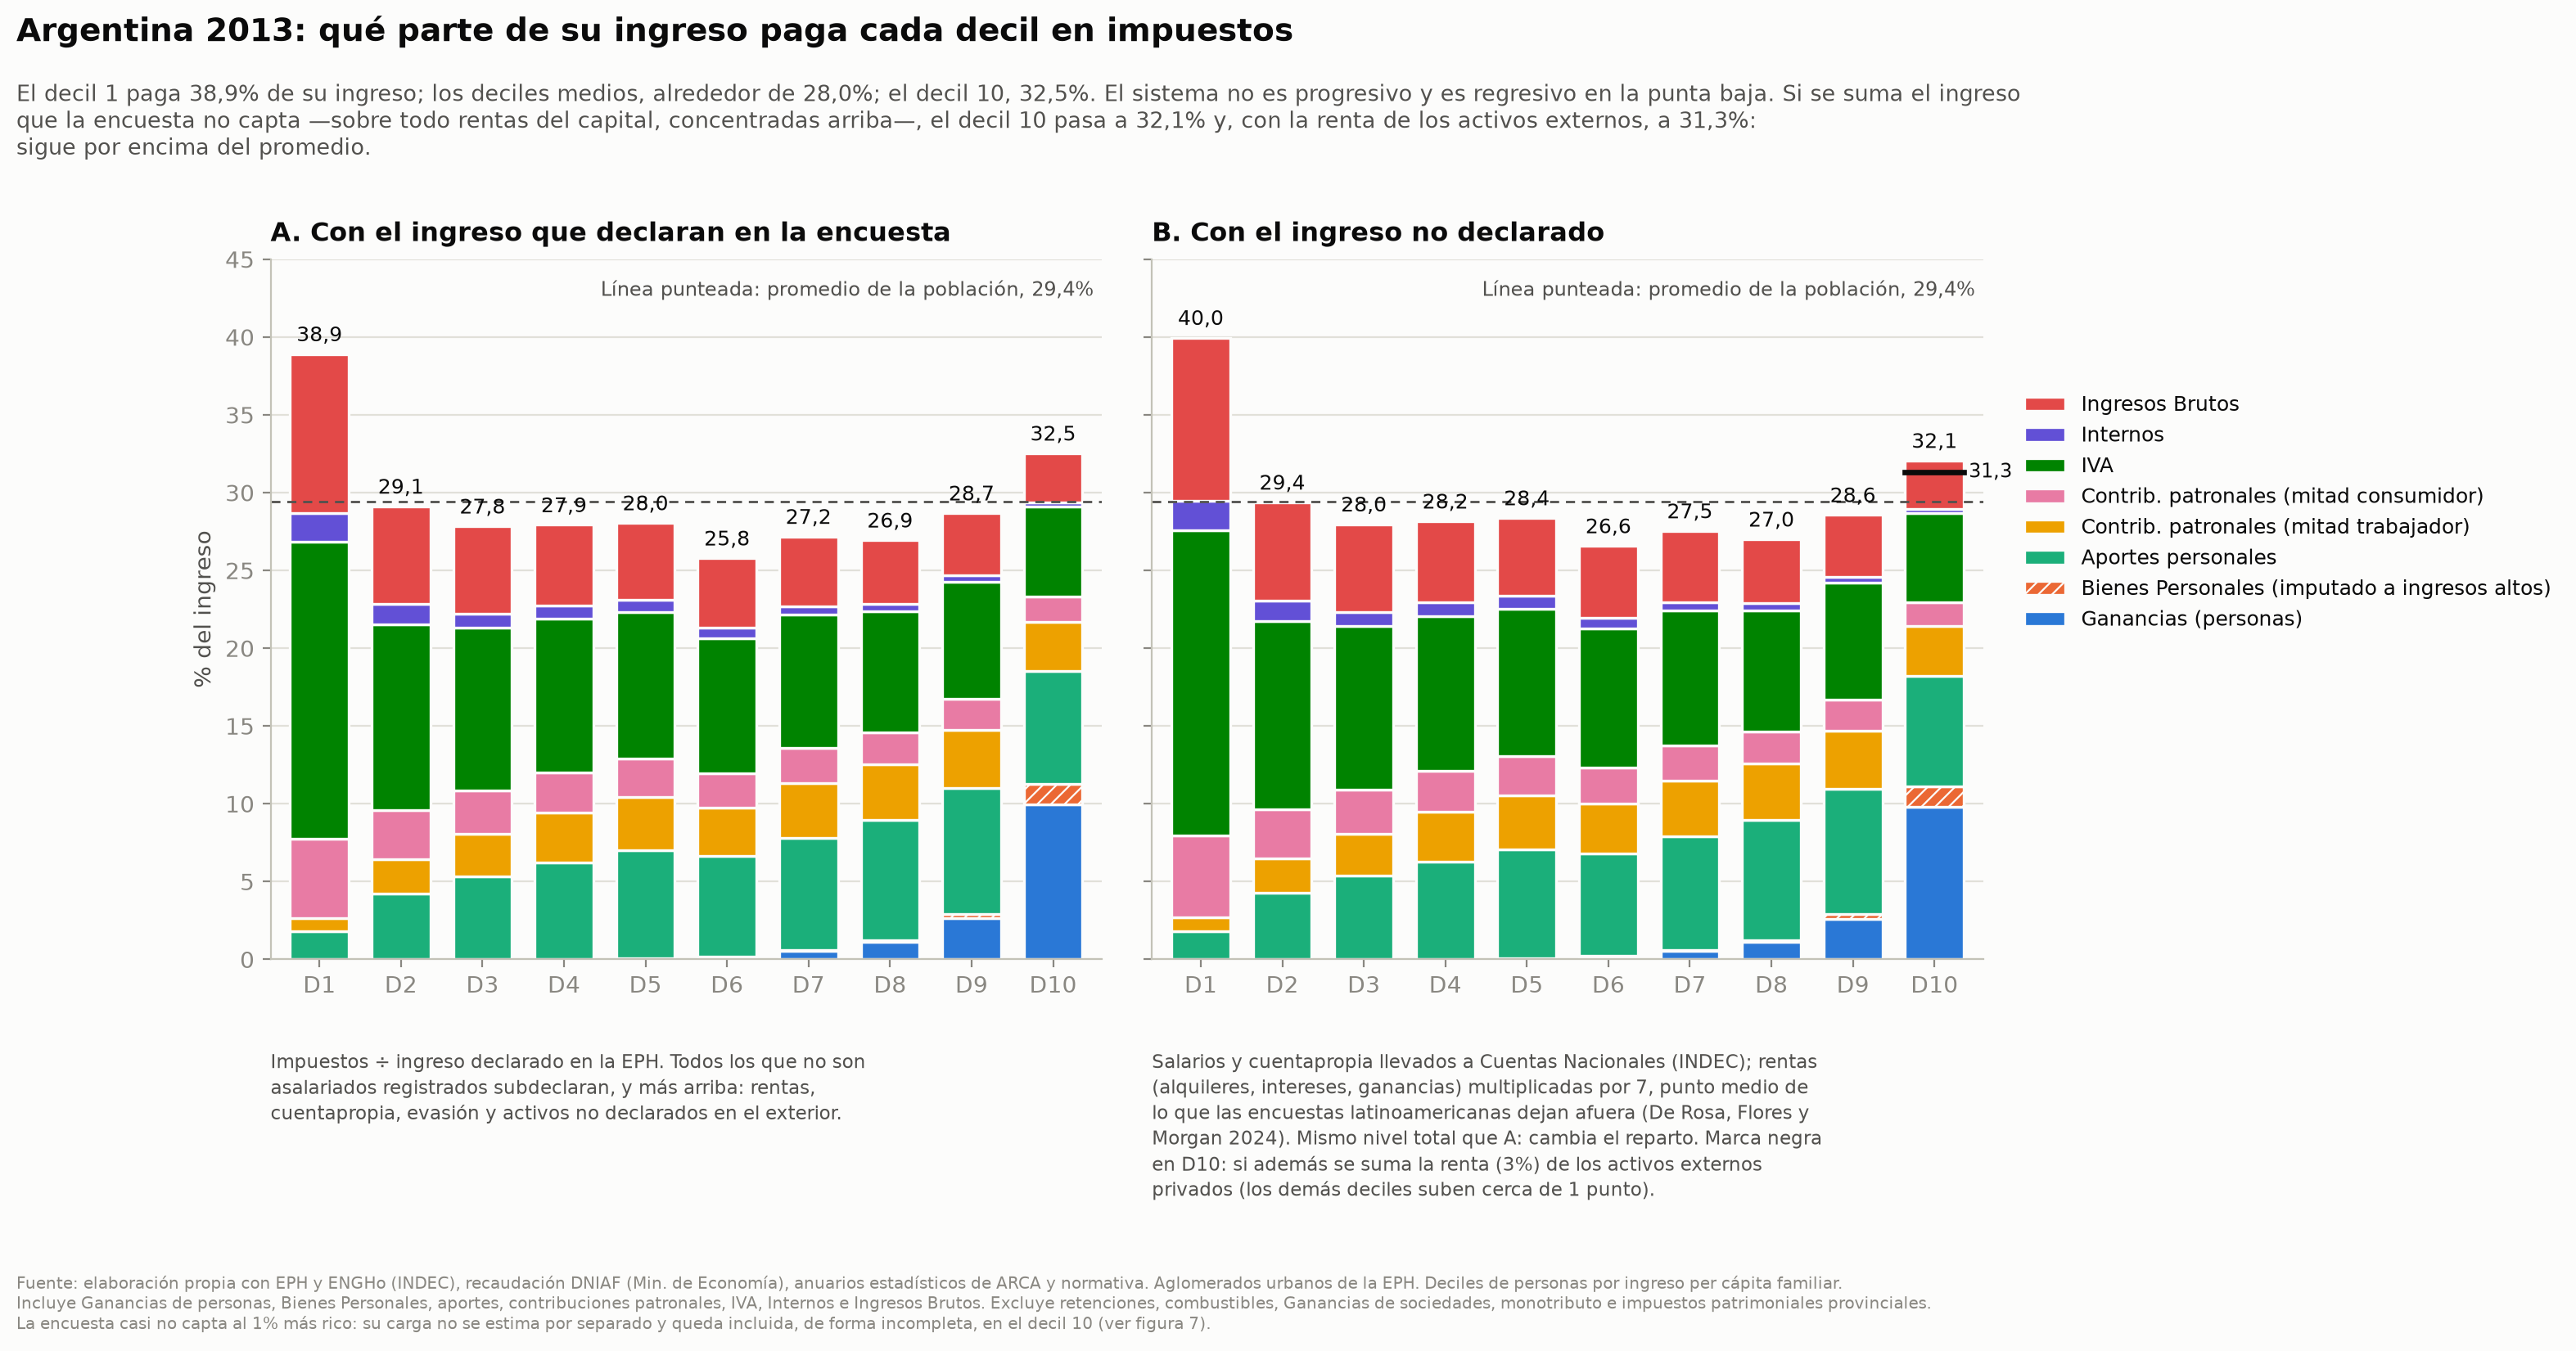 Argentina 2013: qué parte de su ingreso paga cada decil en impuestos
El decil 1 paga 38,9% de su ingreso; los deciles medios, alrededor de 28,0%; el decil 10, 32,5%. El sistema no es progresivo y es regresivo en la punta baja. Si se suma el ingreso
que la encuesta no capta —sobre todo rentas del capital, concentradas arriba—, el decil 10 pasa a 32,1% y, con la renta de los activos externos, a 31,3%:
sigue por encima del promedio.
A. Con el ingreso que declaran en la encuesta
Línea punteada: promedio de la población, 29,4%
% del ingreso
45
40
35
30
25
20
15
10
5
0
38,9
29,1
27,8
27,9
28,0
25,8
27,2
26,9
28,7
32,5
D1
D2
D3
D4
D5
D6
D7
D8
D9
D10
Impuestos ÷ ingreso declarado en la EPH. Todos los que no son
asalariados registrados subdeclaran, y más arriba: rentas,
cuentapropia, evasión y activos no declarados en el exterior.
B. Con el ingreso no declarado
Línea punteada: promedio de la población, 29,4%
40,0
29,4
28,0
28,2
28,4
26,6
27,5
27,0
28,6
32,1
31,3
D1
D2
D3
D4
D5
D6
D7
D8
D9
D10
Salarios y cuentapropia llevados a Cuentas Nacionales (INDEC); rentas
(alquileres, intereses, ganancias) multiplicadas por 7, punto medio de
lo que las encuestas latinoamericanas dejan afuera (De Rosa, Flores y
Morgan 2024). Mismo nivel total que A: cambia el reparto. Marca negra
en D10: si además se suma la renta (3%) de los activos externos
privados (los demás deciles suben cerca de 1 punto).
Ingresos Brutos
Internos
IVA
Contrib. patronales (mitad consumidor)
Contrib. patronales (mitad trabajador)
Aportes personales
Bienes Personales (imputado a ingresos altos)
Ganancias (personas)
Fuente: elaboración propia con EPH y ENGHo (INDEC), recaudación DNIAF (Min. de Economía), anuarios estadísticos de ARCA y normativa. Aglomerados urbanos de la EPH. Deciles de personas por ingreso per cápita familiar.
Incluye Ganancias de personas, Bienes Personales, aportes, contribuciones patronales, IVA, Internos e Ingresos Brutos. Excluye retenciones, combustibles, Ganancias de sociedades, monotributo e impuestos patrimoniales provinciales.
La encuesta casi no capta al 1% más rico: su carga no se estima por separado y queda incluida, de forma incompleta, en el decil 10 (ver figura 7).